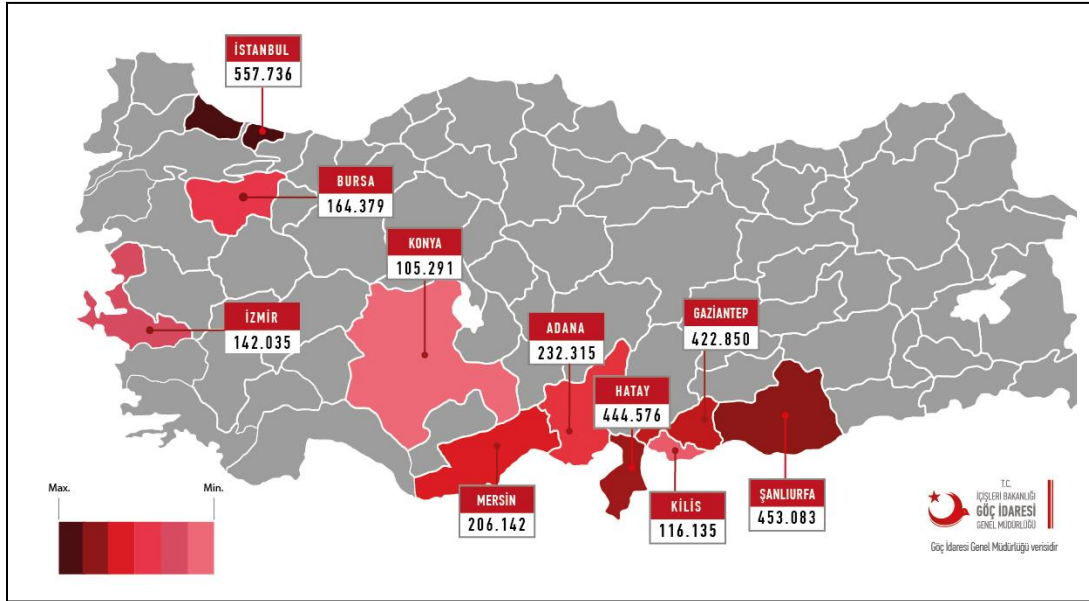 İSTANBUL
557.736
BURSA
164.379
KONYA
105.291
İZMİR
142.035
ADANA
232.315
GAZİANTEP
422.850
HATAY
444.576
MERSİN
206.142
KİLİS
116.135
ŞANLIURFA
453.083
Max.
Min.
T.C.
İÇİŞLERİ BAKANLIĞI
GÖÇ İDARESİ
GENEL MÜDÜRLÜĞÜ
Göç İdaresi Genel Müdürlüğü verisidir